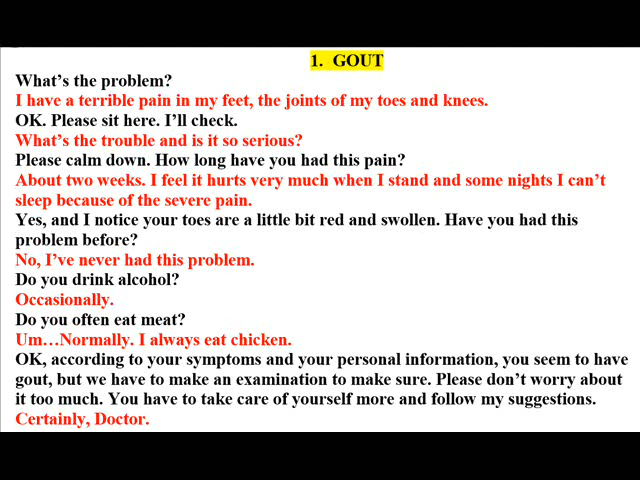 1. GOUT
What's the problem?
I have a terrible pain in my feet, the joints of my toes and knees.
OK. Please sit here. I'll check.
What's the trouble and is it so serious?
Please calm down. How long have you had this pain?
About two weeks. I feel it hurts very much when I stand and some nights I can't
sleep because of the severe pain.
Yes, and I notice your toes are a little bit red and swollen. Have you had this
problem before?
No, I've never had this problem.
Do you drink alcohol?
Occasionally.
Do you often eat meat?
Um…Normally. I always eat chicken.
OK, according to your symptoms and your personal information, you seem to have
gout, but we have to make an examination to make sure. Please don't worry about
it too much. You have to take care of yourself more and follow my suggestions.
Certainly, Doctor.